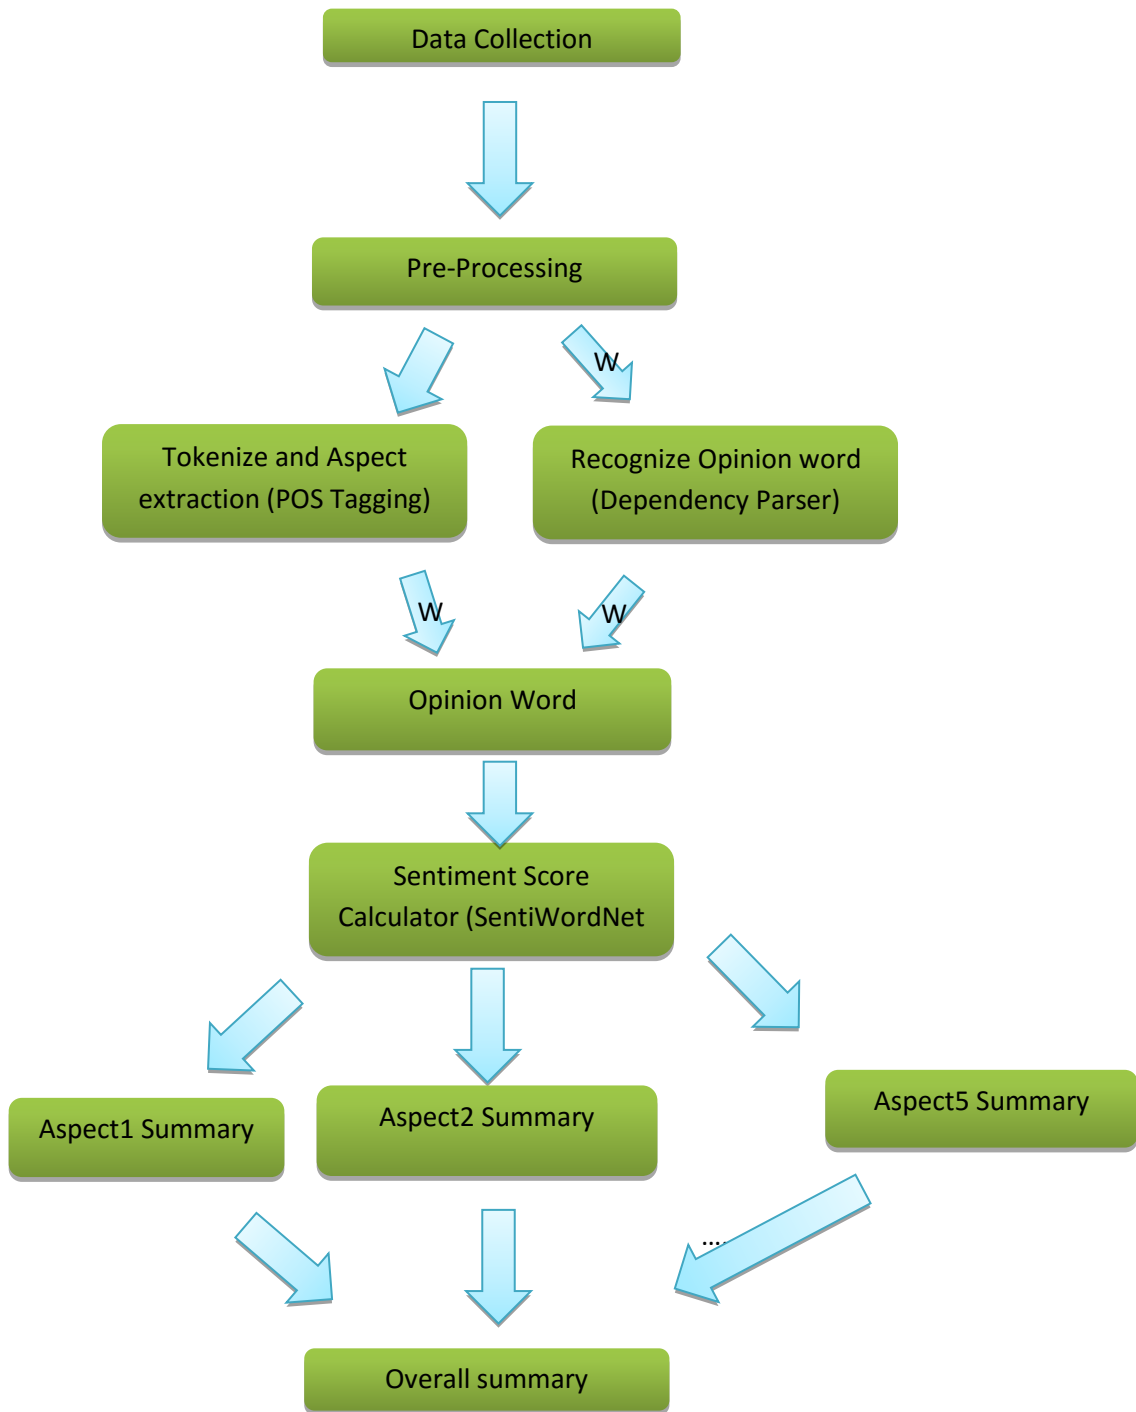 Data Collection
Pre-Processing
W
Tokenize and Aspect
extraction (POS Tagging)
Recognize Opinion word
(Dependency Parser)
W
W
Opinion Word
Sentiment Score
Calculator (SentiWordNet
Aspect1 Summary
Aspect2 Summary
Aspect5 Summary
....
Overall summary